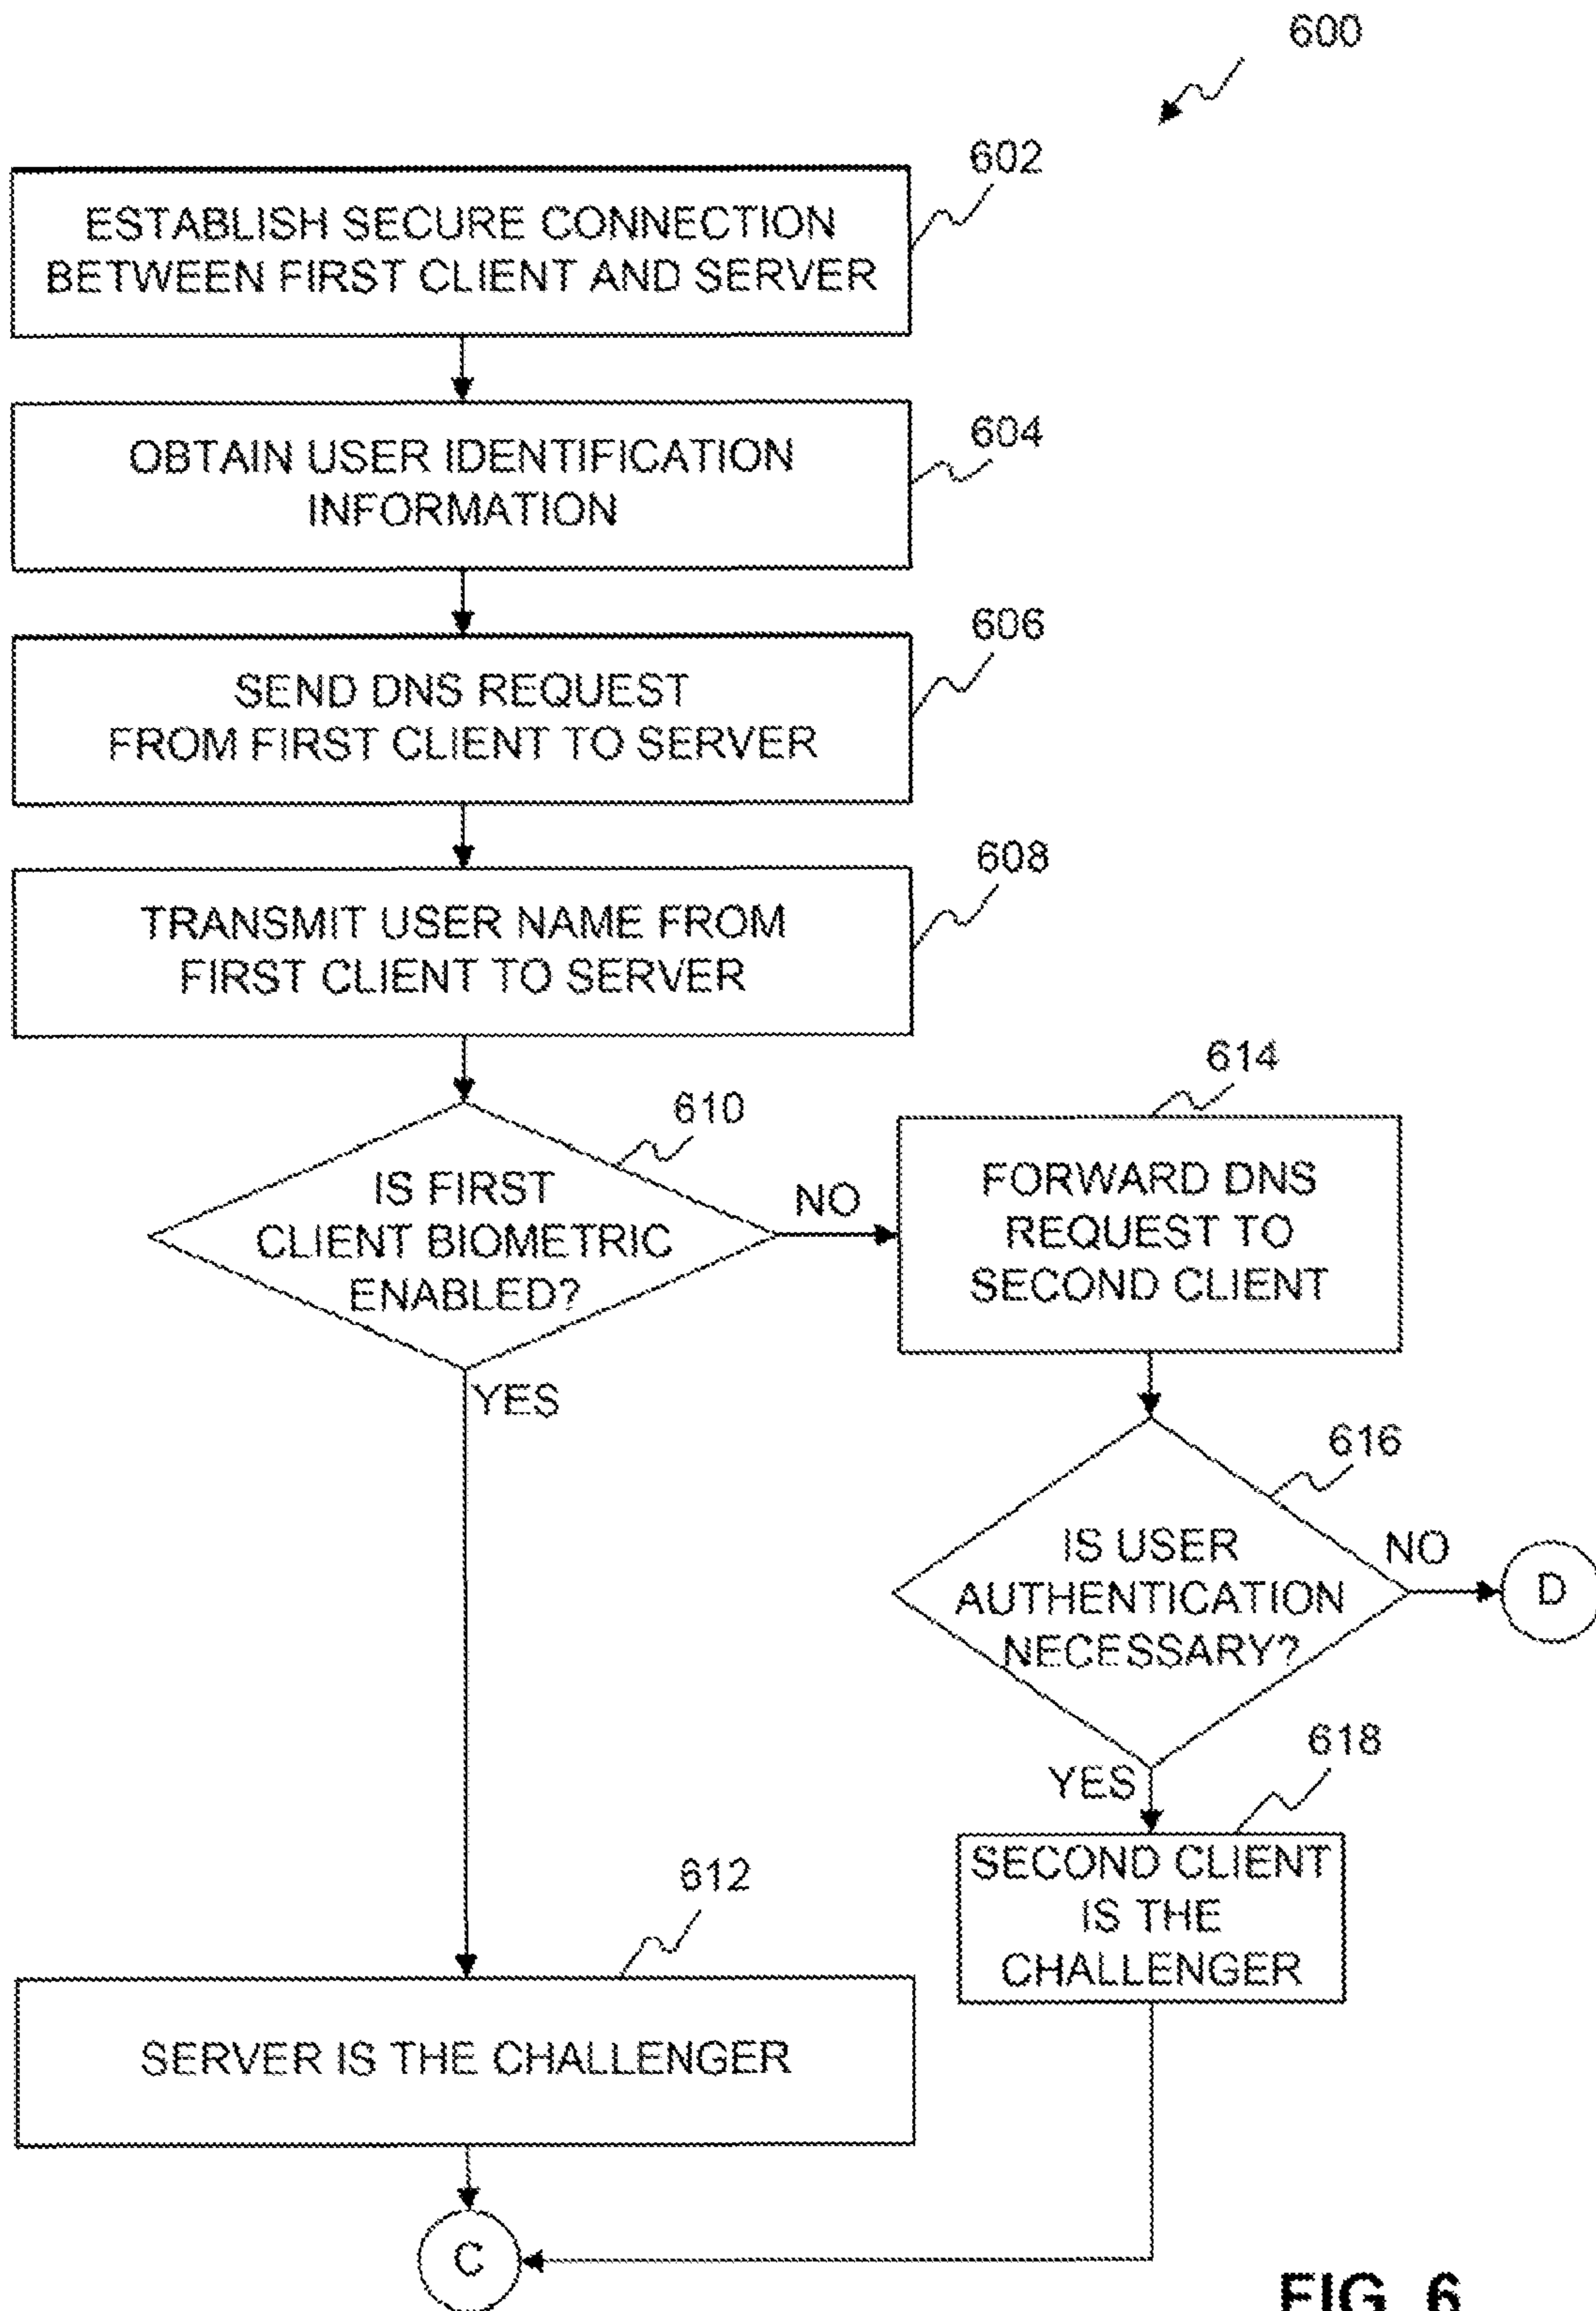 600
602
ESTABLISH SECURE CONNECTION
BETWEEN FIRST CLIENT AND SERVER
604
OBTAIN USER IDENTIFICATION
INFORMATION
606
SEND DNS REQUEST
FROM FIRST CLIENT TO SERVER
608
TRANSMIT USER NAME FROM
FIRST CLIENT TO SERVER
610
IS FIRST
CLIENT BIOMETRIC
ENABLED?
NO
YES
614
FORWARD DNS
REQUEST TO
SECOND CLIENT
616
IS USER
AUTHENTICATION
NECESSARY?
NO
D
YES
618
SECOND CLIENT
IS THE
CHALLENGER
612
SERVER IS THE CHALLENGER
C
FIG. 6